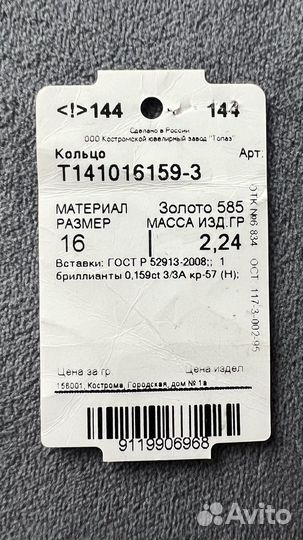 <!>144 144
Сделано в России
ООО Костромской ювелирный завод "Топаз"
Кольцо Арт:
Т141016159-3
МАТЕРИАЛ Золото 585
РАЗМЕР МАССА ИЗД.ГР
16 2,24
Вставки: ГОСТ Р 52913-2008;; 1
бриллианты 0,159ct 3/3А кр-57 (Н);
Цена за гр. Цена издел
156001, Кострома, Городская, дом № 1а
9119906968
ОТК №6 834 ОСТ 117-3-002-95
Avito